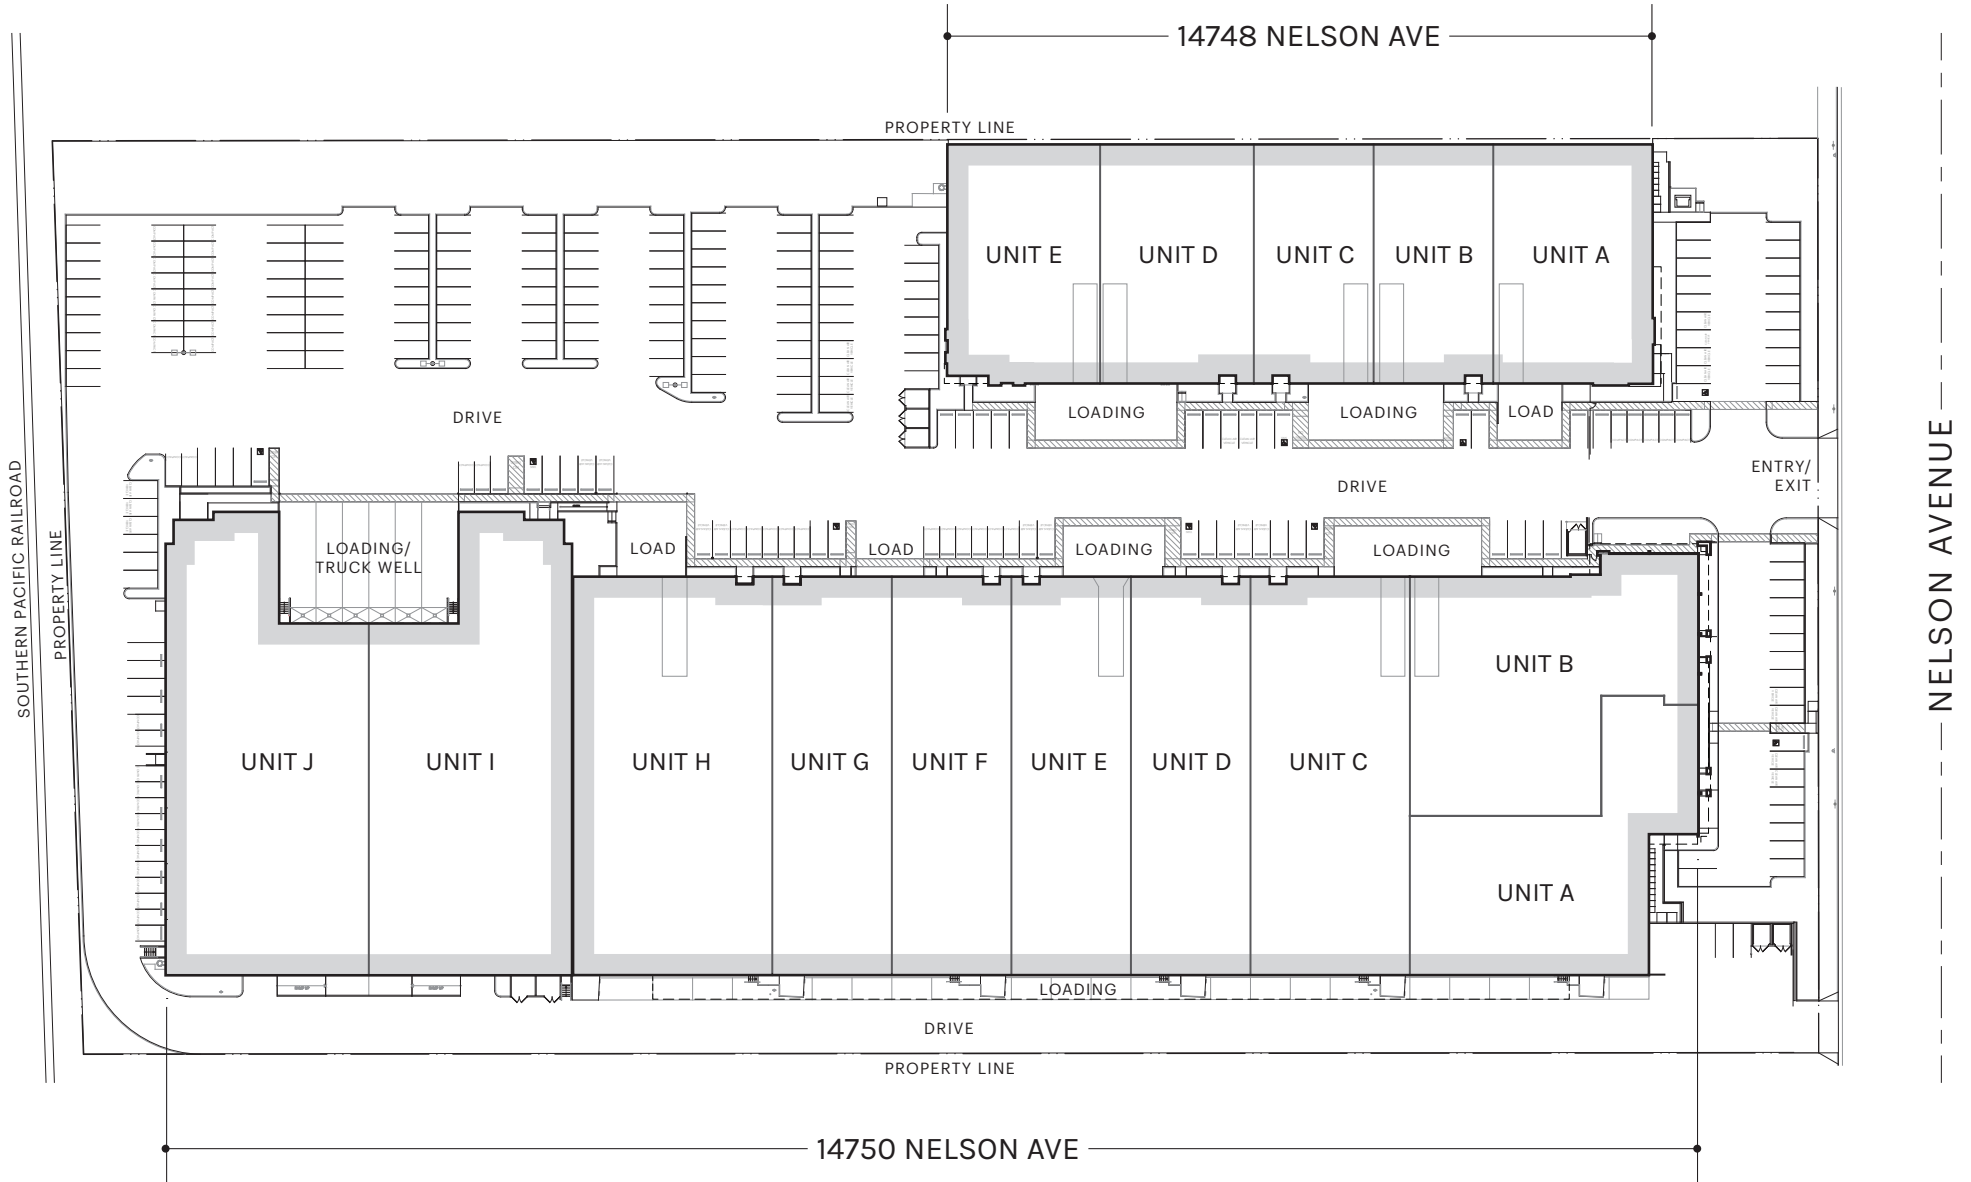 14748 NELSON AVE
PROPERTY LINE
UNIT E
UNIT D
UNIT C
UNIT B
UNIT A
LOADING
LOADING
LOAD
DRIVE
DRIVE
ENTRY/
EXIT
NELSON AVENUE
SOUTHERN PACIFIC RAILROAD
PROPERTY LINE
LOADING/
TRUCK WELL
LOAD
LOAD
LOADING
LOADING
UNIT B
UNIT J
UNIT I
UNIT H
UNIT G
UNIT F
UNIT E
UNIT D
UNIT C
UNIT A
LOADING
DRIVE
PROPERTY LINE
14750 NELSON AVE